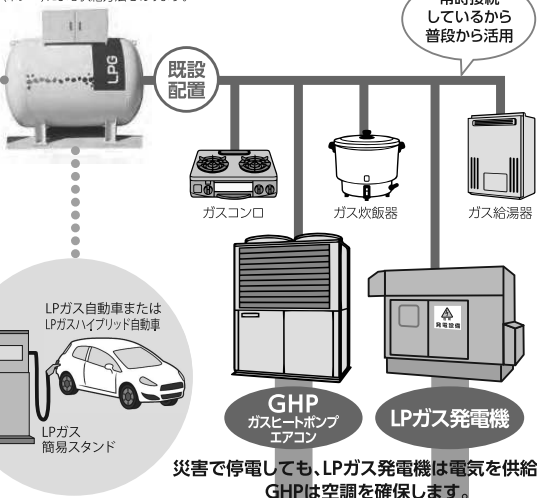 常時接続
しているから
普段から活用
LPG
既設
配置
ガスコンロ
ガス炊飯器
ガス給湯器
LPガス自動車または
LPガスハイブリッド自動車
発電設備
LPガス
簡易スタンド
GHP
ガスヒートポンプ
エアコン
LPガス発電機
災害で停電しても、LPガス発電機は電気を供給
GHPは空調を確保します。